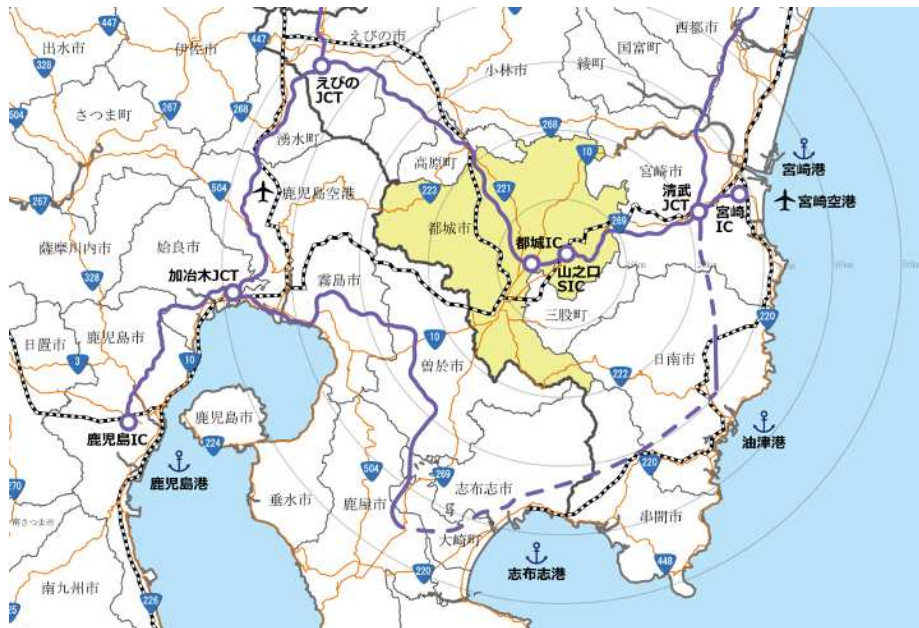 447
447
西都市
えびの市
国富町
出水市
伊佐市
綾町
328
えびの
JCT
小林市
504
さつま町
267
268
268
10
宮崎港
湧水町
高原町
宮崎市
清武
JCT
宮崎
IC
宮崎空港
504
鹿児島空港
223
221
267
都城市
269
薩摩川内市
姶良市
都城IC
山之口
SIC
328
加治木JCT
霧島市
三股町
220
鹿児島市
10
日置市
3
10
曽於市
日南市
222
鹿児島市
鹿児島IC
224
油津港
鹿児島港
504
269
220
270
垂水市
鹿屋市
志布志市
串間市
南さつま市
大崎町
志布志港
448
220
南九州市
226